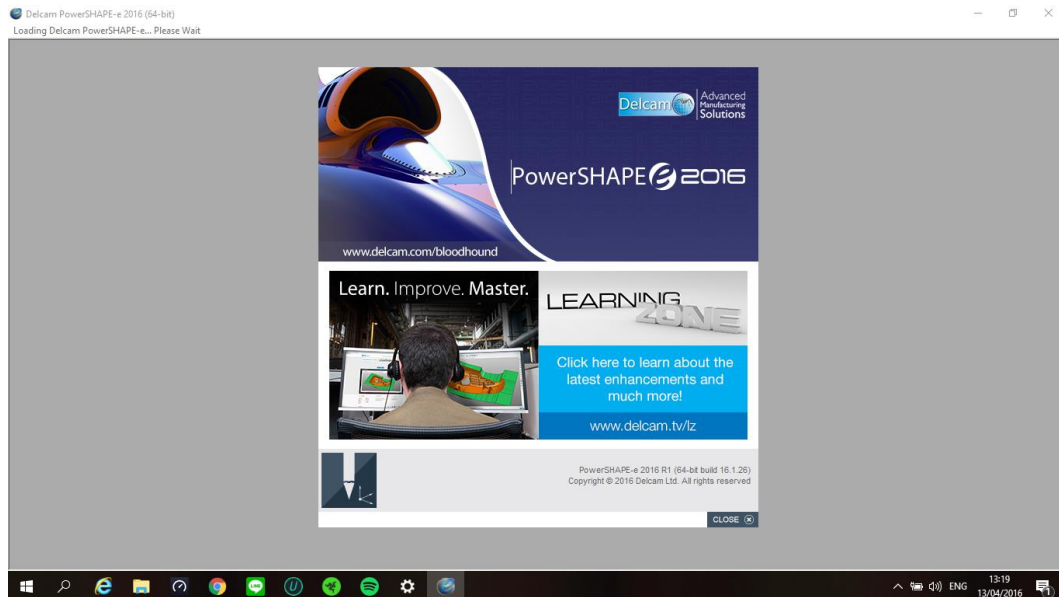 Delcam PowerSHAPE-e 2016 (64-bit)
Loading Delcam PowerSHAPE-e... Please Wait
Delcam
Advanced
Manufacturing
Solutions
PowerSHAPE e 2016
www.delcam.com/bloodhound
Learn. Improve. Master.
LEARNING
ZONE
Click here to learn about the
latest enhancements and
much more!
www.delcam.tv/lz
PowerSHAPE-e 2016 R1 (64-bit build 16.1.26)
Copyright © 2016 Delcam Ltd. All rights reserved
CLOSE
LINE
ENG
13:19
13/04/2016
1